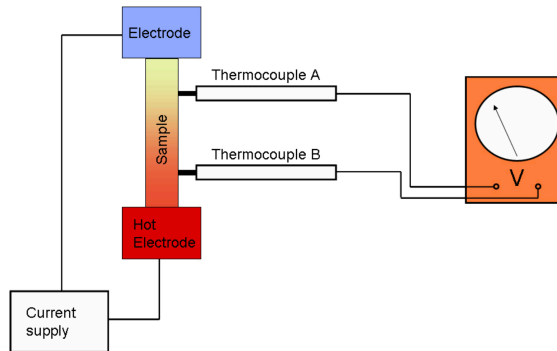 Electrode
Thermocouple A
Sample
Thermocouple B
V
Hot
Electrode
Current
supply